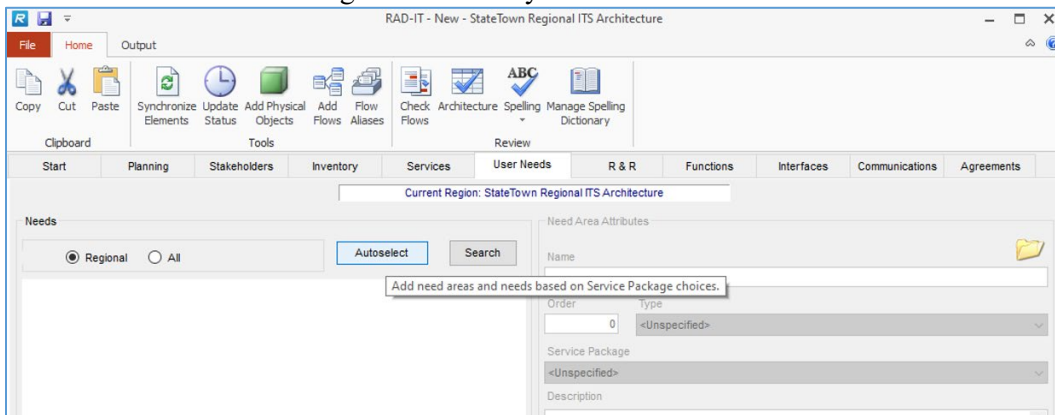 RAD-IT - New - StateTown Regional ITS Architecture
File Home Output
Copy Cut Paste Synchronize Elements Update Status Add Physical Objects Add Flows Flow Aliases Check Flows Architecture Spelling Manage Spelling Dictionary
Clipboard Tools Review
Start Planning Stakeholders Inventory Services User Needs R & R Functions Interfaces Communications Agreements
Current Region: StateTown Regional ITS Architecture
Needs Need Area Attributes
Regional All Autoselect Search Name
Add need areas and needs based on Service Package choices.
Order Type
0 <Unspecified>
Service Package
<Unspecified>
Description